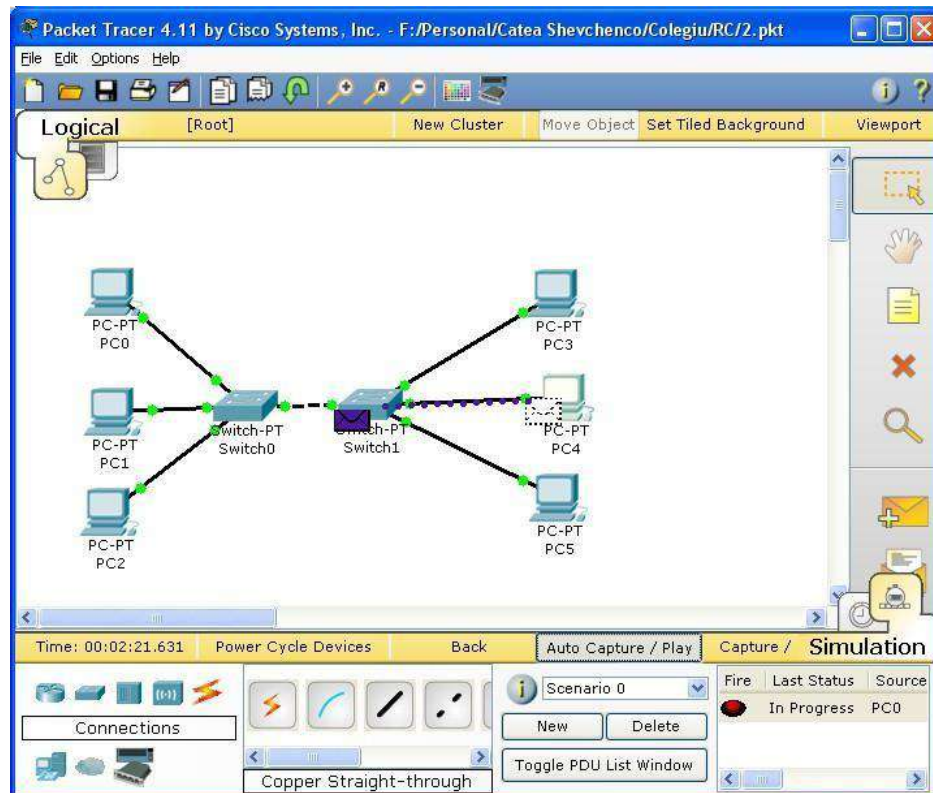 Packet Tracer 4.11 by Cisco Systems, Inc. - F:/Personal/Catea Shevchenco/Colegiu/RC/2.pkt
File Edit Options Help
Logical [Root] New Cluster Move Object Set Tiled Background Viewport
PC-PT
PC0
PC-PT
PC3
PC-PT
PC1
Switch-PT
Switch0
Switch-PT
Switch1
PC-PT
PC4
PC-PT
PC2
PC-PT
PC5
Time: 00:02:21.631 Power Cycle Devices Back Auto Capture / Play Capture / Simulation
Connections
Copper Straight-through
Scenario 0
New Delete
Toggle PDU List Window
Fire Last Status Source
In Progress PC0